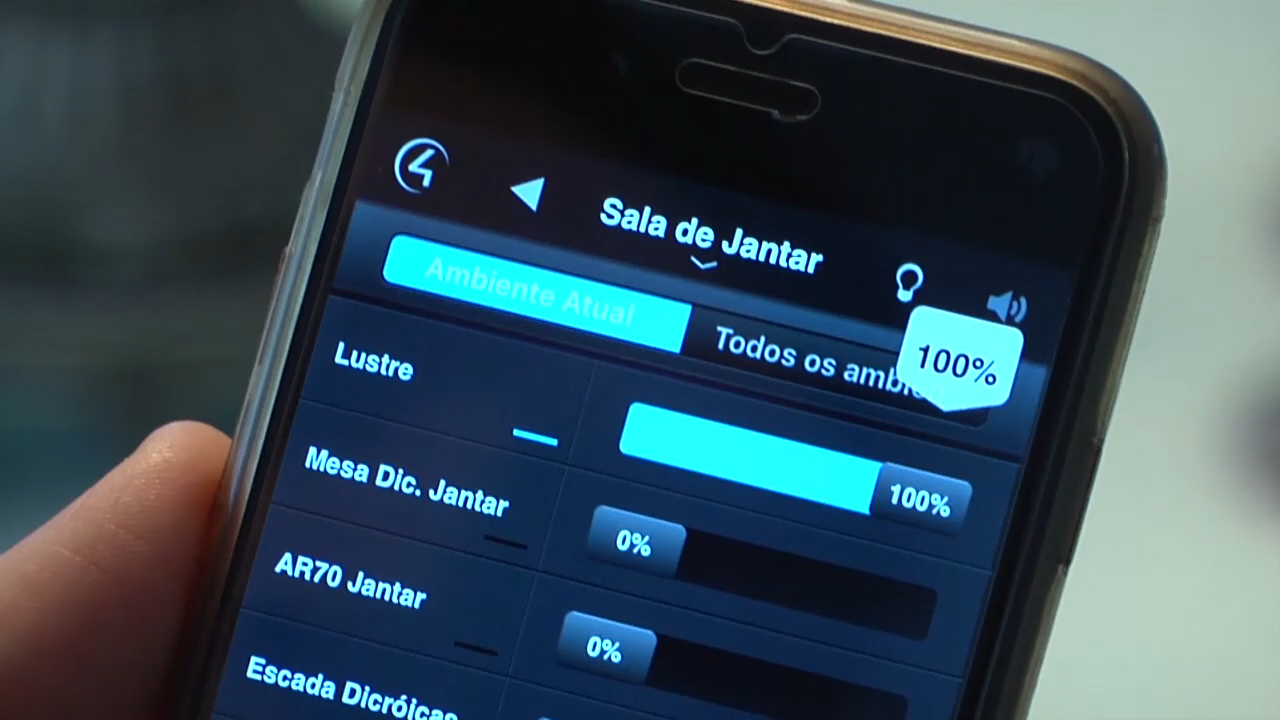 Sala de Jantar
Ambiente Atual
Todos os
100%
Lustre
100%
Mesa Dic. Jantar
0%
AR70 Jantar
0%
Escada Dicróicas